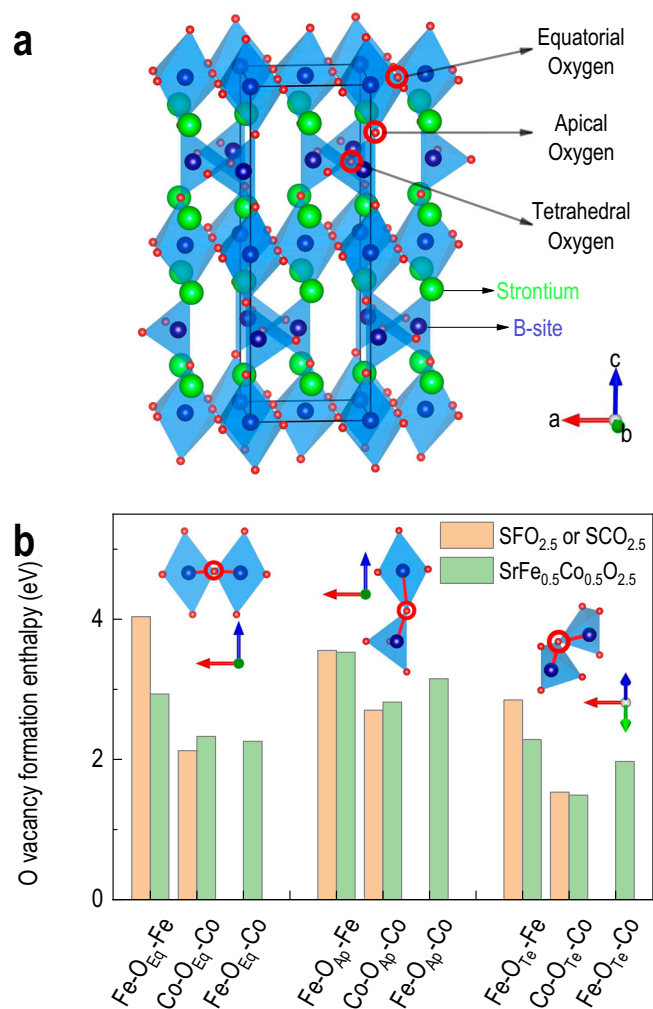 a
Equatorial
Oxygen
Apical
Oxygen
Tetrahedral
Oxygen
Strontium
B-site
c
a
b
b
SFO2.5 or SCO2.5
SrFe0.5Co0.5O2.5
O vacancy formation enthalpy (eV)
4
2
0
Fe-OEq-Fe
Co-OEq-Co
Fe-OEq-Co
Fe-OAp-Fe
Co-OAp-Co
Fe-OAp-Co
Fe-OTe-Fe
Co-OTe-Co
Fe-OTe-Co